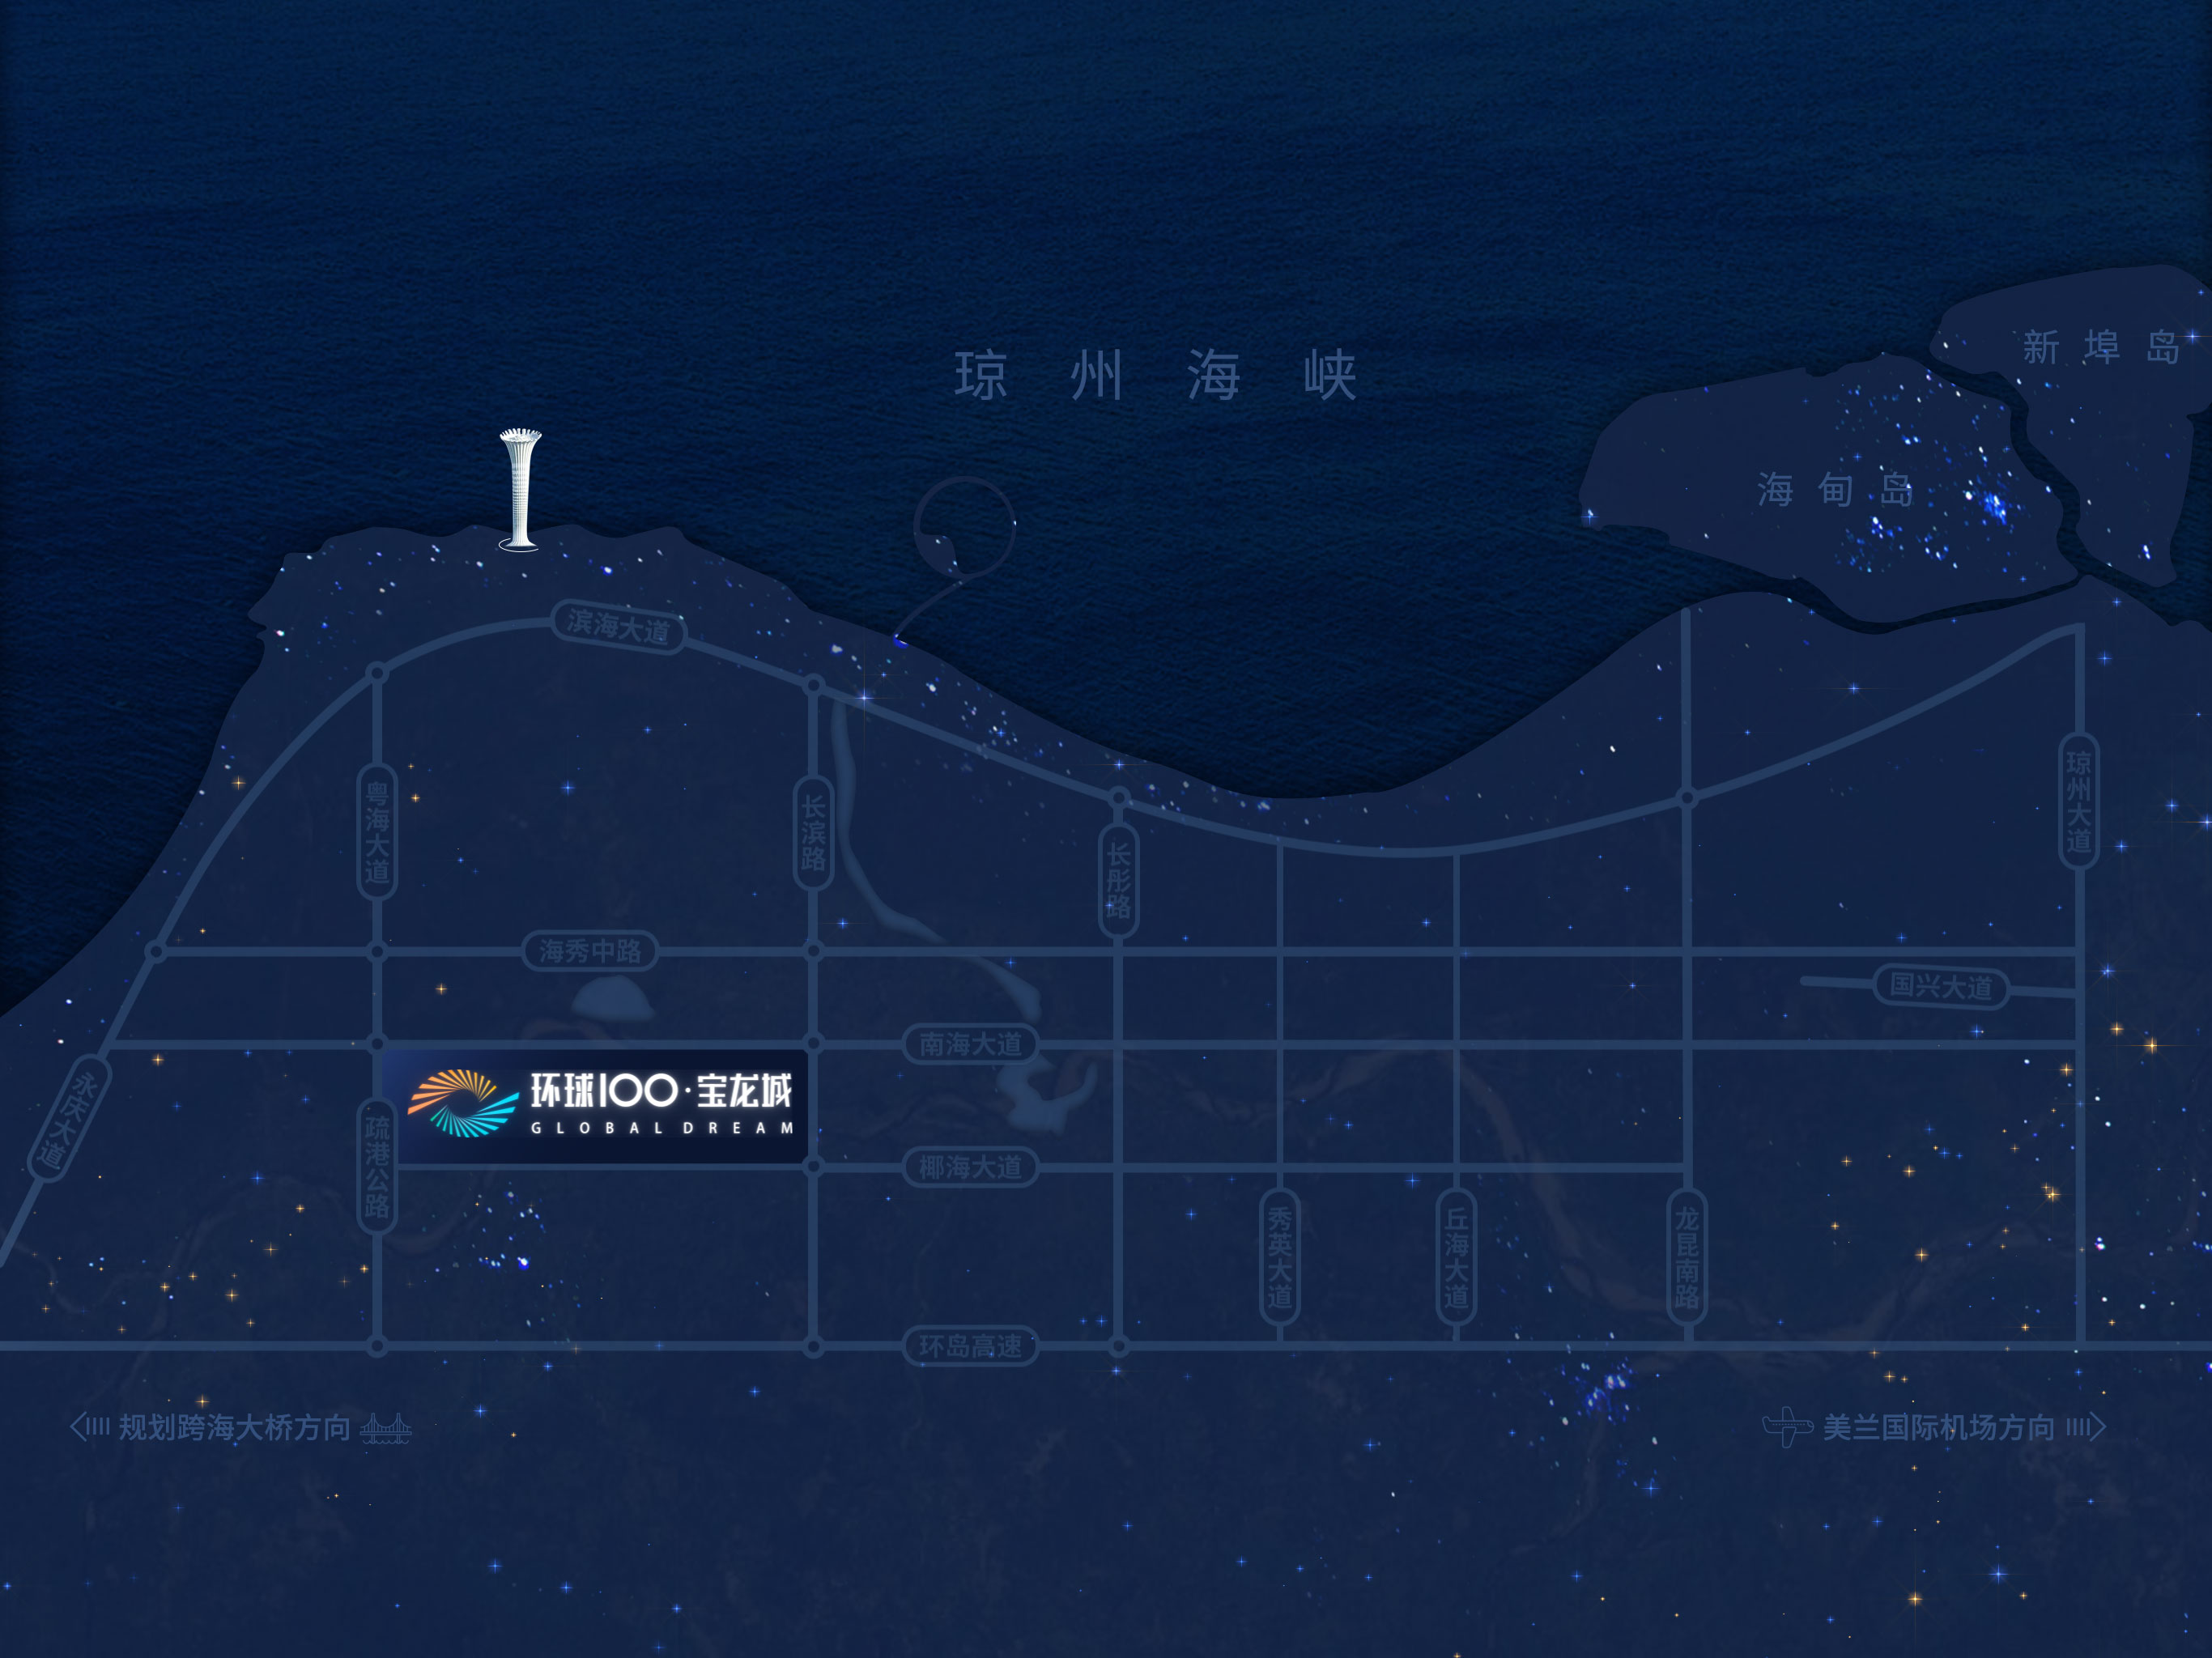 新埠岛
琼州海峡
海甸岛
滨海大道
琼州大道
粤海大道
长滨路
长彤路
海秀中路
国兴大道
南海大道
永庆大道
环球100·宝龙城
GLOBAL DREAM
疏港公路
椰海大道
秀英大道
丘海大道
龙昆南路
环岛高速
规划跨海大桥方向
美兰国际机场方向